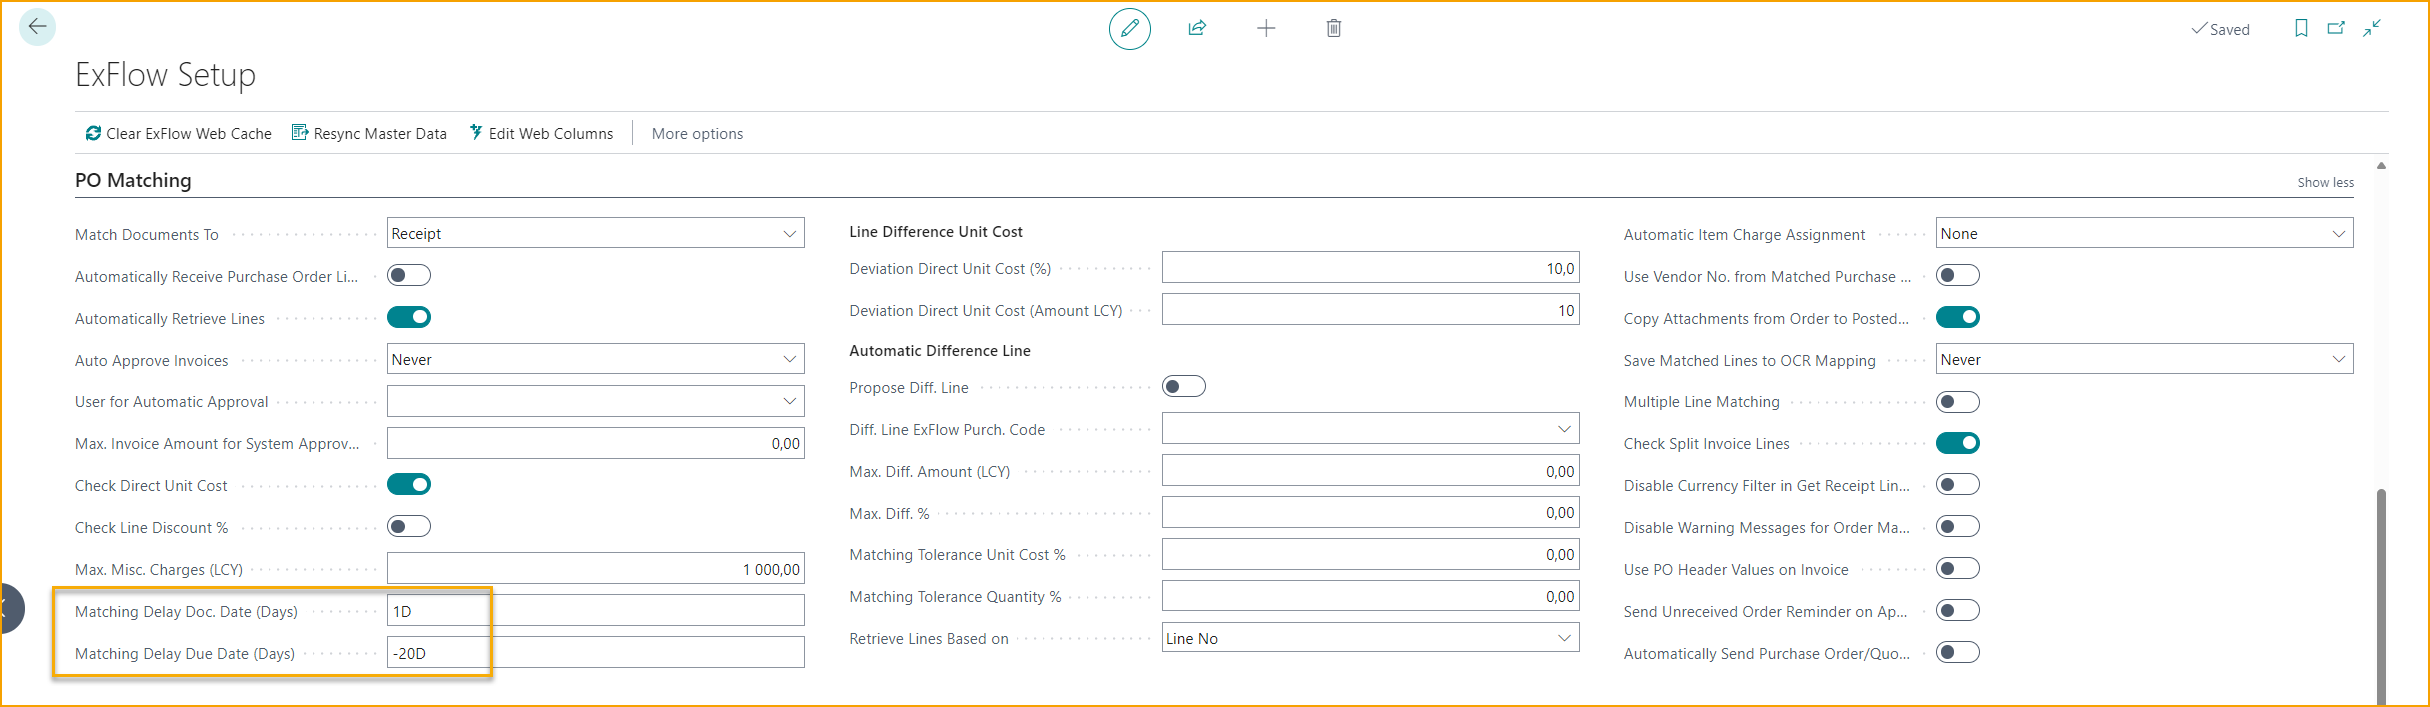 Saved
ExFlow Setup
Clear ExFlow Web Cache
Resync Master Data
Edit Web Columns
More options
PO Matching
Show less
Match Documents To
Receipt
Automatically Receive Purchase Order Li...
Automatically Retrieve Lines
Auto Approve Invoices
Never
User for Automatic Approval
Max. Invoice Amount for System Approv...
0,00
Check Direct Unit Cost
Check Line Discount %
Max. Misc. Charges (LCY)
1 000,00
Matching Delay Doc. Date (Days)
1D
Matching Delay Due Date (Days)
-20D
Line Difference Unit Cost
Deviation Direct Unit Cost (%)
10,0
Deviation Direct Unit Cost (Amount LCY)
10
Automatic Difference Line
Propose Diff. Line
Diff. Line ExFlow Purch. Code
Max. Diff. Amount (LCY)
0,00
Max. Diff. %
0,00
Matching Tolerance Unit Cost %
0,00
Matching Tolerance Quantity %
0,00
Retrieve Lines Based on
Line No
Automatic Item Charge Assignment
None
Use Vendor No. from Matched Purchase ...
Copy Attachments from Order to Posted...
Save Matched Lines to OCR Mapping
Never
Multiple Line Matching
Check Split Invoice Lines
Disable Currency Filter in Get Receipt Lin...
Disable Warning Messages for Order Ma...
Use PO Header Values on Invoice
Send Unreceived Order Reminder on Ap...
Automatically Send Purchase Order/Quo...